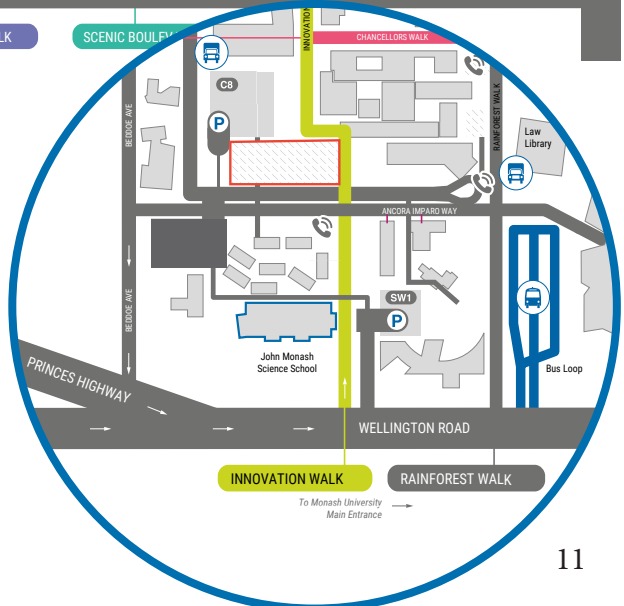 LK
SCENIC BOULEV
INNOVATION
CHANCELLORS WALK
C8
P
BEDDOE AVE
RAINFOREST WALK
Law
Library
ANCORA IMPARO WAY
BEDDOE AVE
SW1
P
John Monash
Science School
Bus Loop
PRINCES HIGHWAY
WELLINGTON ROAD
INNOVATION WALK
RAINFOREST WALK
To Monash University
Main Entrance
11